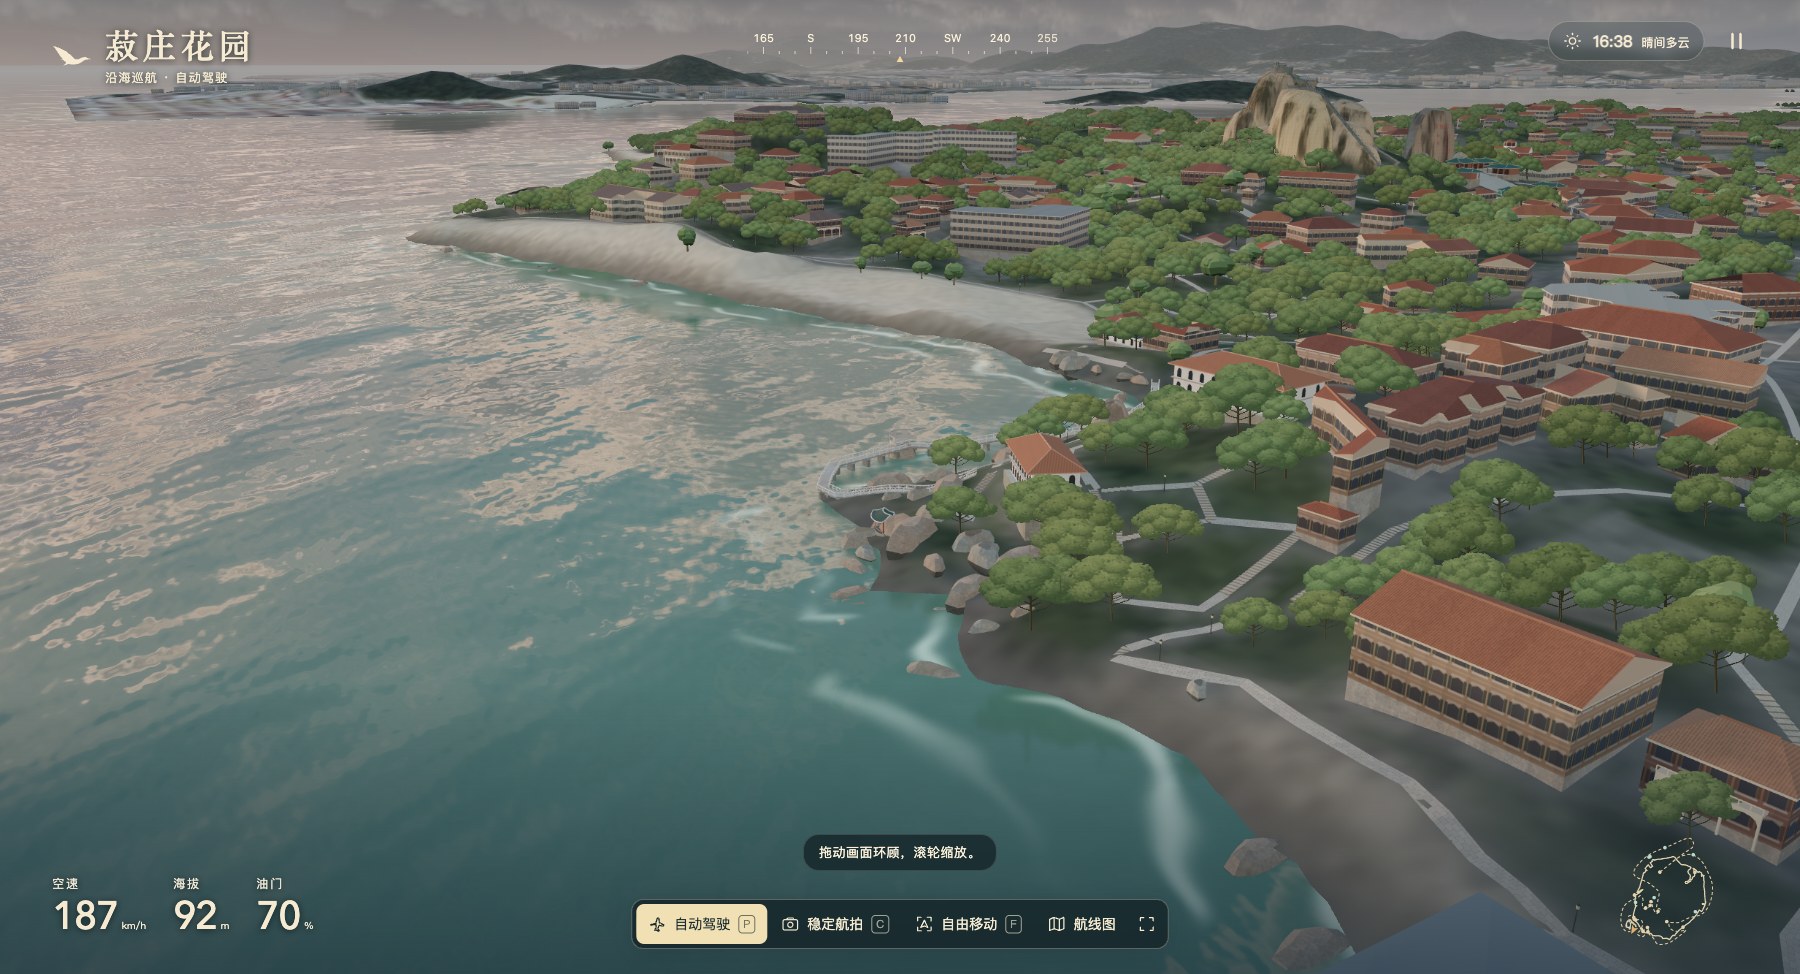 菽庄花园
沿海巡航 · 自动驾驶
165 S 195 210 SW 240 255
16:38 晴间多云
拖动画面环顾，滚轮缩放。
空速 海拔 油门
187 km/h 92 m 70 %
自动驾驶 P 稳定航拍 C 自由移动 F 航线图